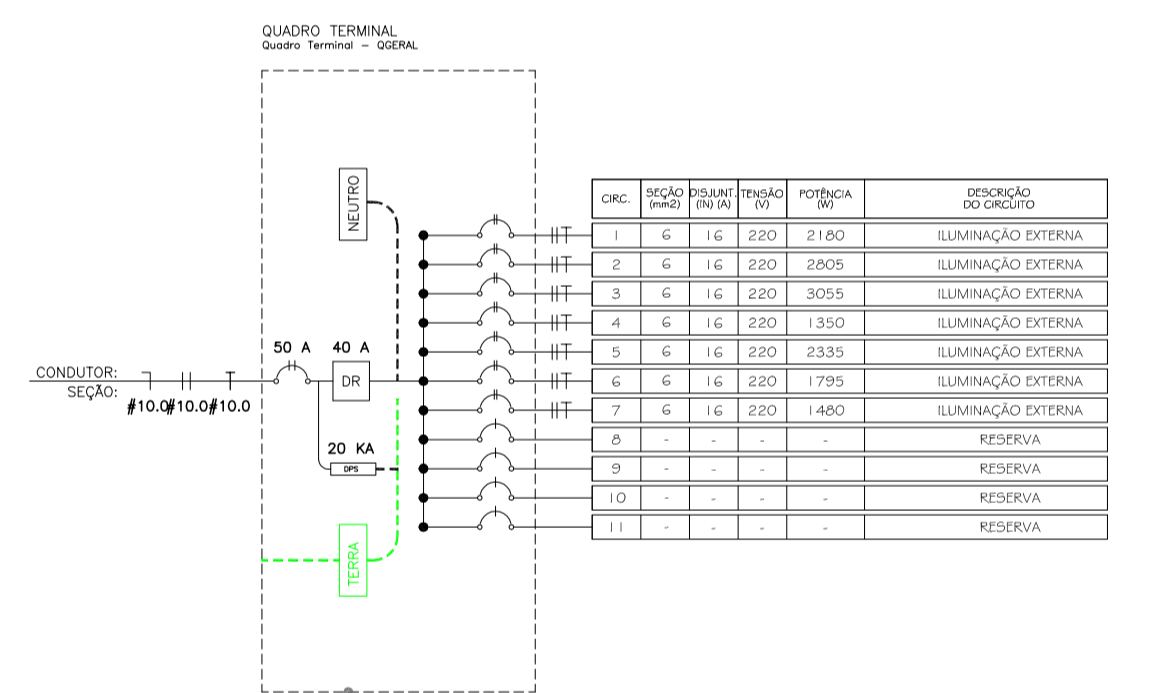 QUADRO TERMINAL
Quadro Terminal - QGERAL
NEUTRO
50 A 40 A
CONDUTOR:
SEÇÃO:
#10.0 #10.0 #10.0
DR
20 KA
DPS
TERRA
CIRC. SEÇÃO (mm2) DISJUNT. (IN) (A) TENSÃO (V) POTÊNCIA (W) DESCRIÇÃO DO CIRCUITO
1 6 16 220 2180 ILUMINAÇÃO EXTERNA
2 6 16 220 2805 ILUMINAÇÃO EXTERNA
3 6 16 220 3055 ILUMINAÇÃO EXTERNA
4 6 16 220 1350 ILUMINAÇÃO EXTERNA
5 6 16 220 2335 ILUMINAÇÃO EXTERNA
6 6 16 220 1795 ILUMINAÇÃO EXTERNA
7 6 16 220 1480 ILUMINAÇÃO EXTERNA
8 - - - - RESERVA
9 - - - - RESERVA
10 - - - - RESERVA
11 - - - - RESERVA